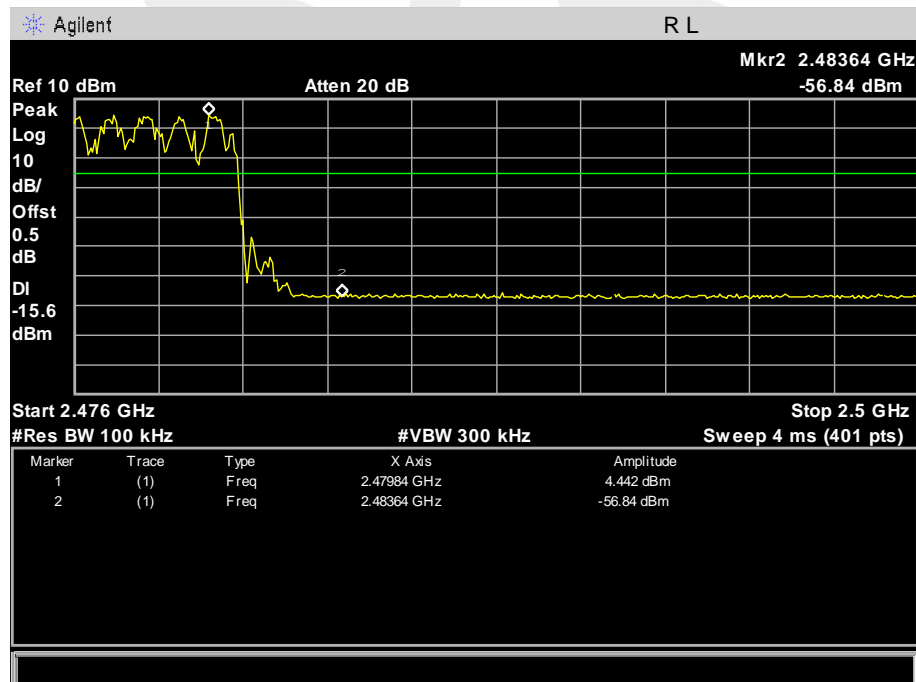 Agilent R L
Mkr2 2.48364 GHz
Ref 10 dBm Atten 20 dB -56.84 dBm
Peak
Log
10
dB/
Offst
0.5
dB
DI
-15.6
dBm
1
2
Start 2.476 GHz Stop 2.5 GHz
#Res BW 100 kHz #VBW 300 kHz Sweep 4 ms (401 pts)
Marker Trace Type X Axis Amplitude
1 (1) Freq 2.47984 GHz 4.442 dBm
2 (1) Freq 2.48364 GHz -56.84 dBm